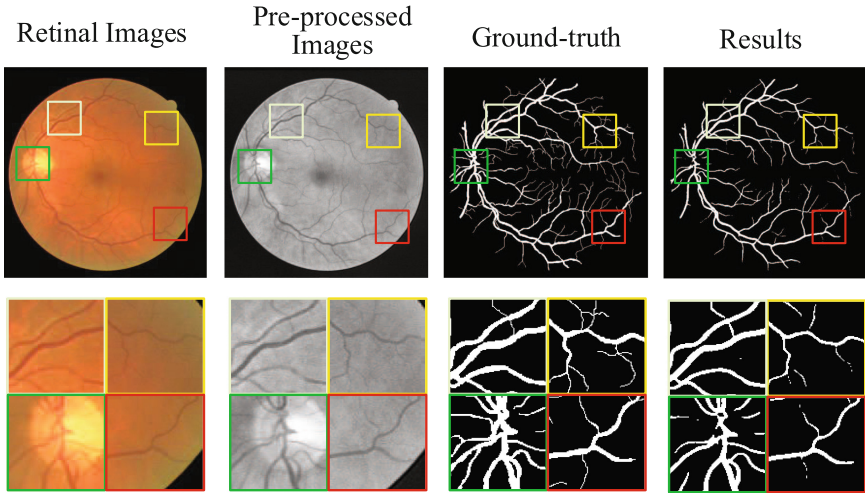 Retinal Images
Pre-processed
Images
Ground-truth
Results